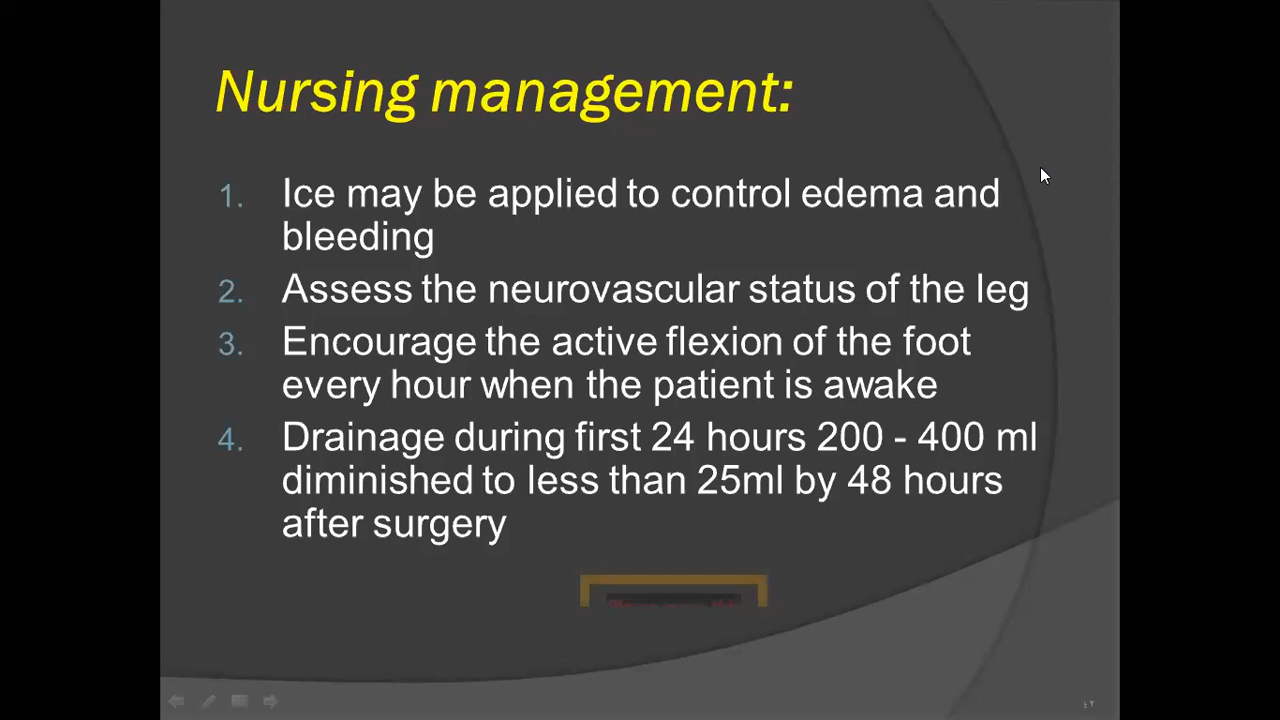 Nursing management:
1. Ice may be applied to control edema and
bleeding
2. Assess the neurovascular status of the leg
3. Encourage the active flexion of the foot
every hour when the patient is awake
4. Drainage during first 24 hours 200 - 400 ml
diminished to less than 25ml by 48 hours
after surgery
٤٢